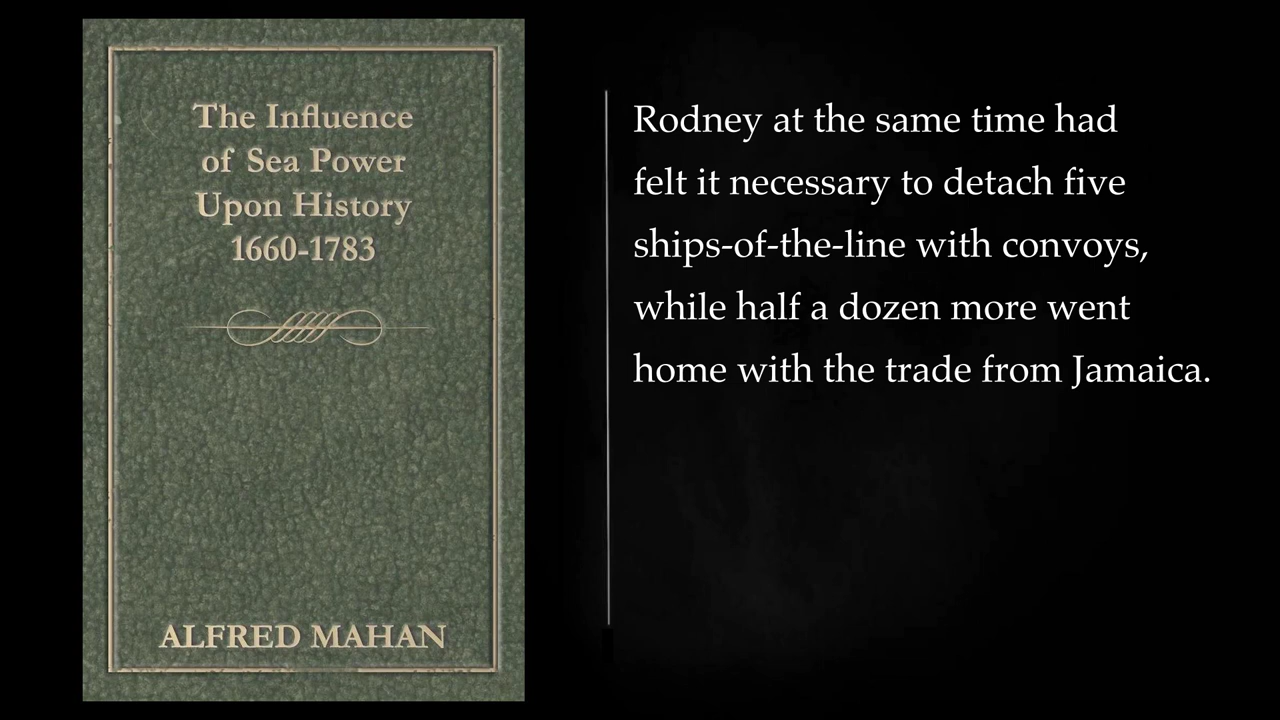 The Influence
of Sea Power
Upon History
1660-1783
ALFRED MAHAN
Rodney at the same time had
felt it necessary to detach five
ships-of-the-line with convoys,
while half a dozen more went
home with the trade from Jamaica.